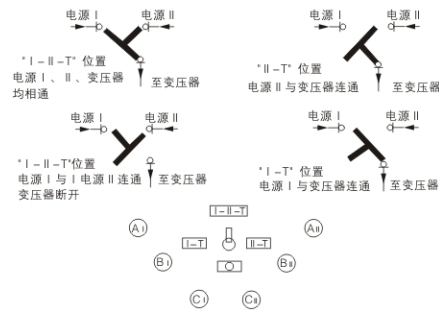 电源Ⅰ 电源Ⅱ
"Ⅰ-Ⅱ-T" 位置
电源Ⅰ、Ⅱ、变压器
均相通
至变压器
电源Ⅰ 电源Ⅱ
"Ⅱ-T" 位置
电源Ⅱ与变压器连通
至变压器
电源Ⅰ 电源Ⅱ
"Ⅰ-Ⅱ-T"位置
电源Ⅰ与Ⅰ电源Ⅱ连通
变压器断开
至变压器
电源Ⅰ 电源Ⅱ
"Ⅰ-T" 位置
电源Ⅰ与变压器连通
至变压器
Ⅰ-Ⅱ-T
AⅠ AⅡ
Ⅰ-T Ⅱ-T
BⅠ BⅡ
CⅠ CⅡ